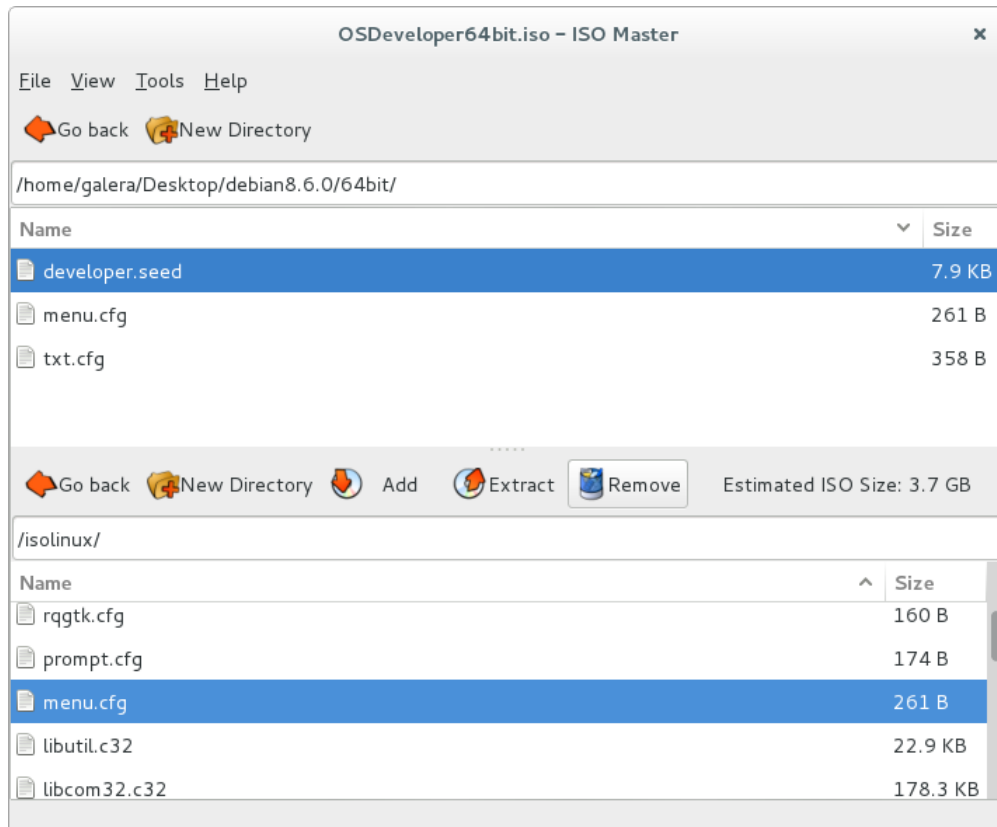 OSDeveloper64bit.iso – ISO Master
File View Tools Help
Go back New Directory
/home/galera/Desktop/debian8.6.0/64bit/
Name Size
developer.seed 7.9 KB
menu.cfg 261 B
txt.cfg 358 B
Go back New Directory Add Extract Remove Estimated ISO Size: 3.7 GB
/isolinux/
Name Size
rqgtk.cfg 160 B
prompt.cfg 174 B
menu.cfg 261 B
libutil.c32 22.9 KB
libcom32.c32 178.3 KB